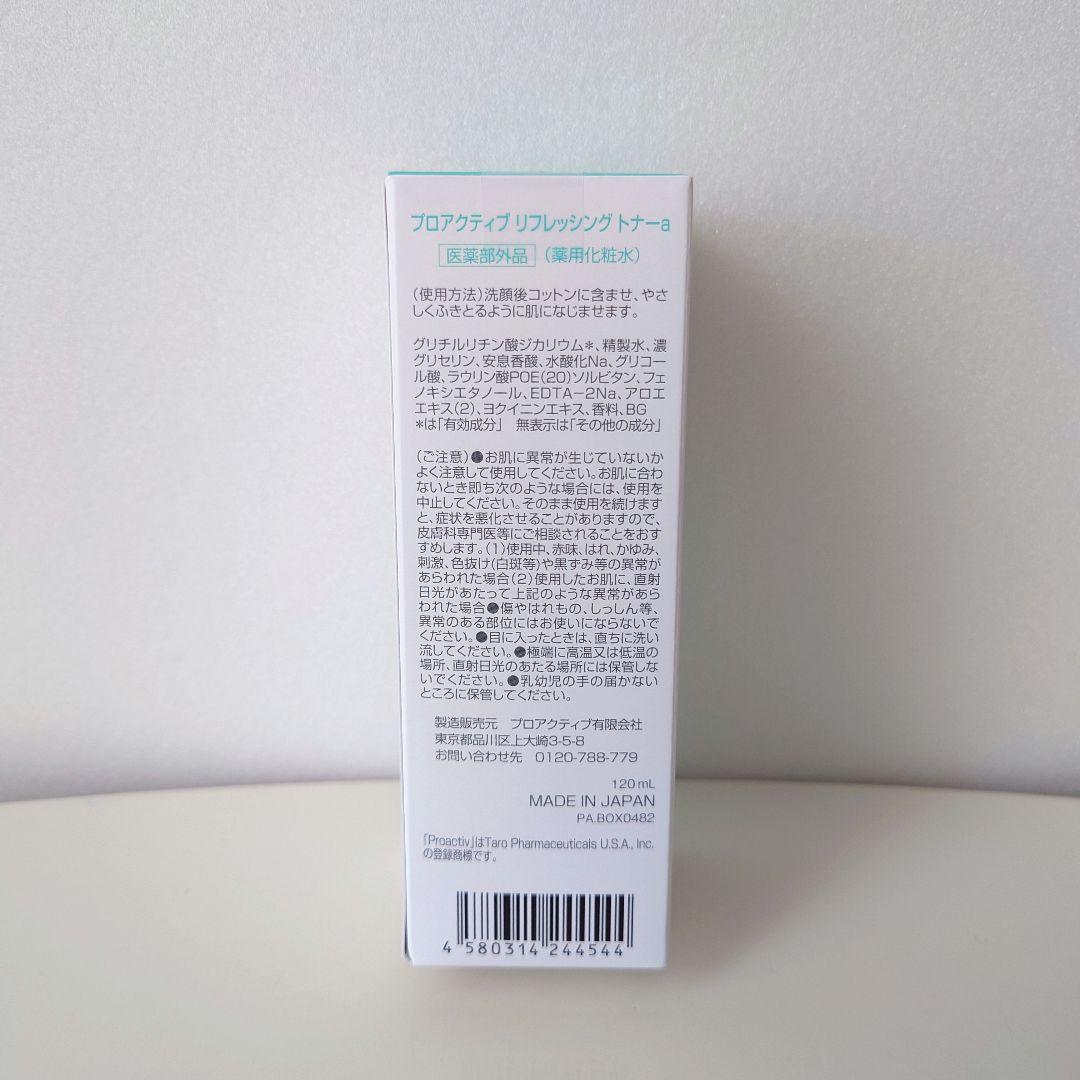 プロアクティブ リフレッシング トナーa
医薬部外品 (薬用化粧水)
(使用方法)洗顔後コットンに含ませ、やさ
しくふきとるように肌になじませます。
グリチルリチン酸ジカリウム*、精製水、濃
グリセリン、安息香酸、水酸化Na、グリコー
ル酸、ラウリン酸POE(20)ソルビタン、フェ
ノキシエタノール、EDTA−2Na、アロエ
エキス(2)、ヨクイニンエキス、香料、BG
*は「有効成分」 無表示は「その他の成分」
(ご注意)●お肌に異常が生じていないか
よく注意して使用してください。お肌に合わ
ないとき即ち次のような場合には、使用を
中止してください。そのまま使用を続けます
と、症状を悪化させることがありますので、
皮膚科専門医等にご相談されることをおす
すめします。(1)使用中、赤味、はれ、かゆみ、
刺激、色抜け(白斑等)や黒ずみ等の異常が
あらわれた場合(2)使用したお肌に、直射
日光があたって上記のような異常があら
われた場合●傷やはれもの、しっしん等、
異常のある部位にはお使いにならないで
ください。●目に入ったときは、直ちに洗い
流してください。●極端に高温又は低温の
場所、直射日光のあたる場所には保管しな
いでください。●乳幼児の手の届かない
ところに保管してください。
製造販売元 プロアクティブ有限会社
東京都品川区上大崎3-5-8
お問い合わせ先 0120-788-779
120mL
MADE IN JAPAN
PA.BOX0482
「Proactiv」はTaro Pharmaceuticals U.S.A., Inc.
の登録商標です。
4 580314 244544